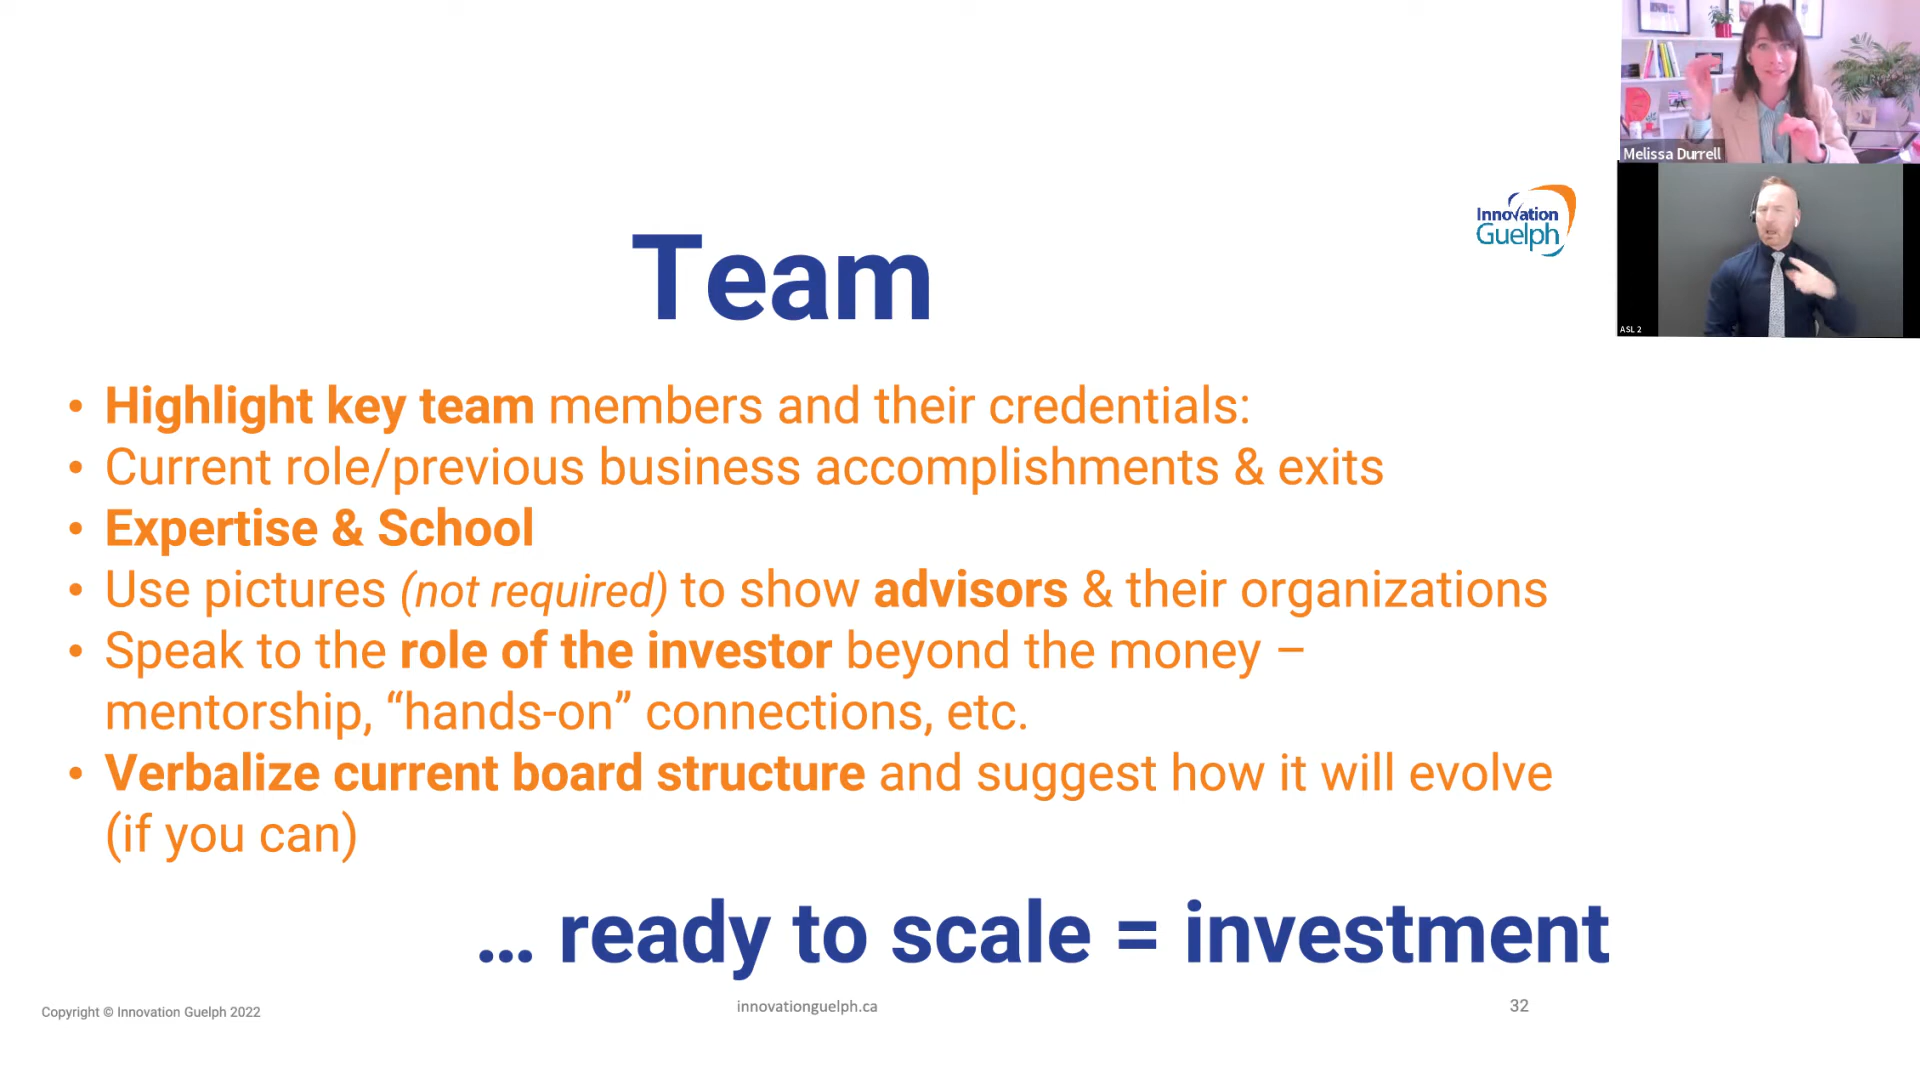 Melissa Durrell
Innovation
Guelph
ASL 2
Team
• Highlight key team members and their credentials:
• Current role/previous business accomplishments & exits
• Expertise & School
• Use pictures (not required) to show advisors & their organizations
• Speak to the role of the investor beyond the money –
mentorship, “hands-on” connections, etc.
• Verbalize current board structure and suggest how it will evolve
(if you can)
... ready to scale = investment
Copyright © Innovation Guelph 2022
innovationguelph.ca
32